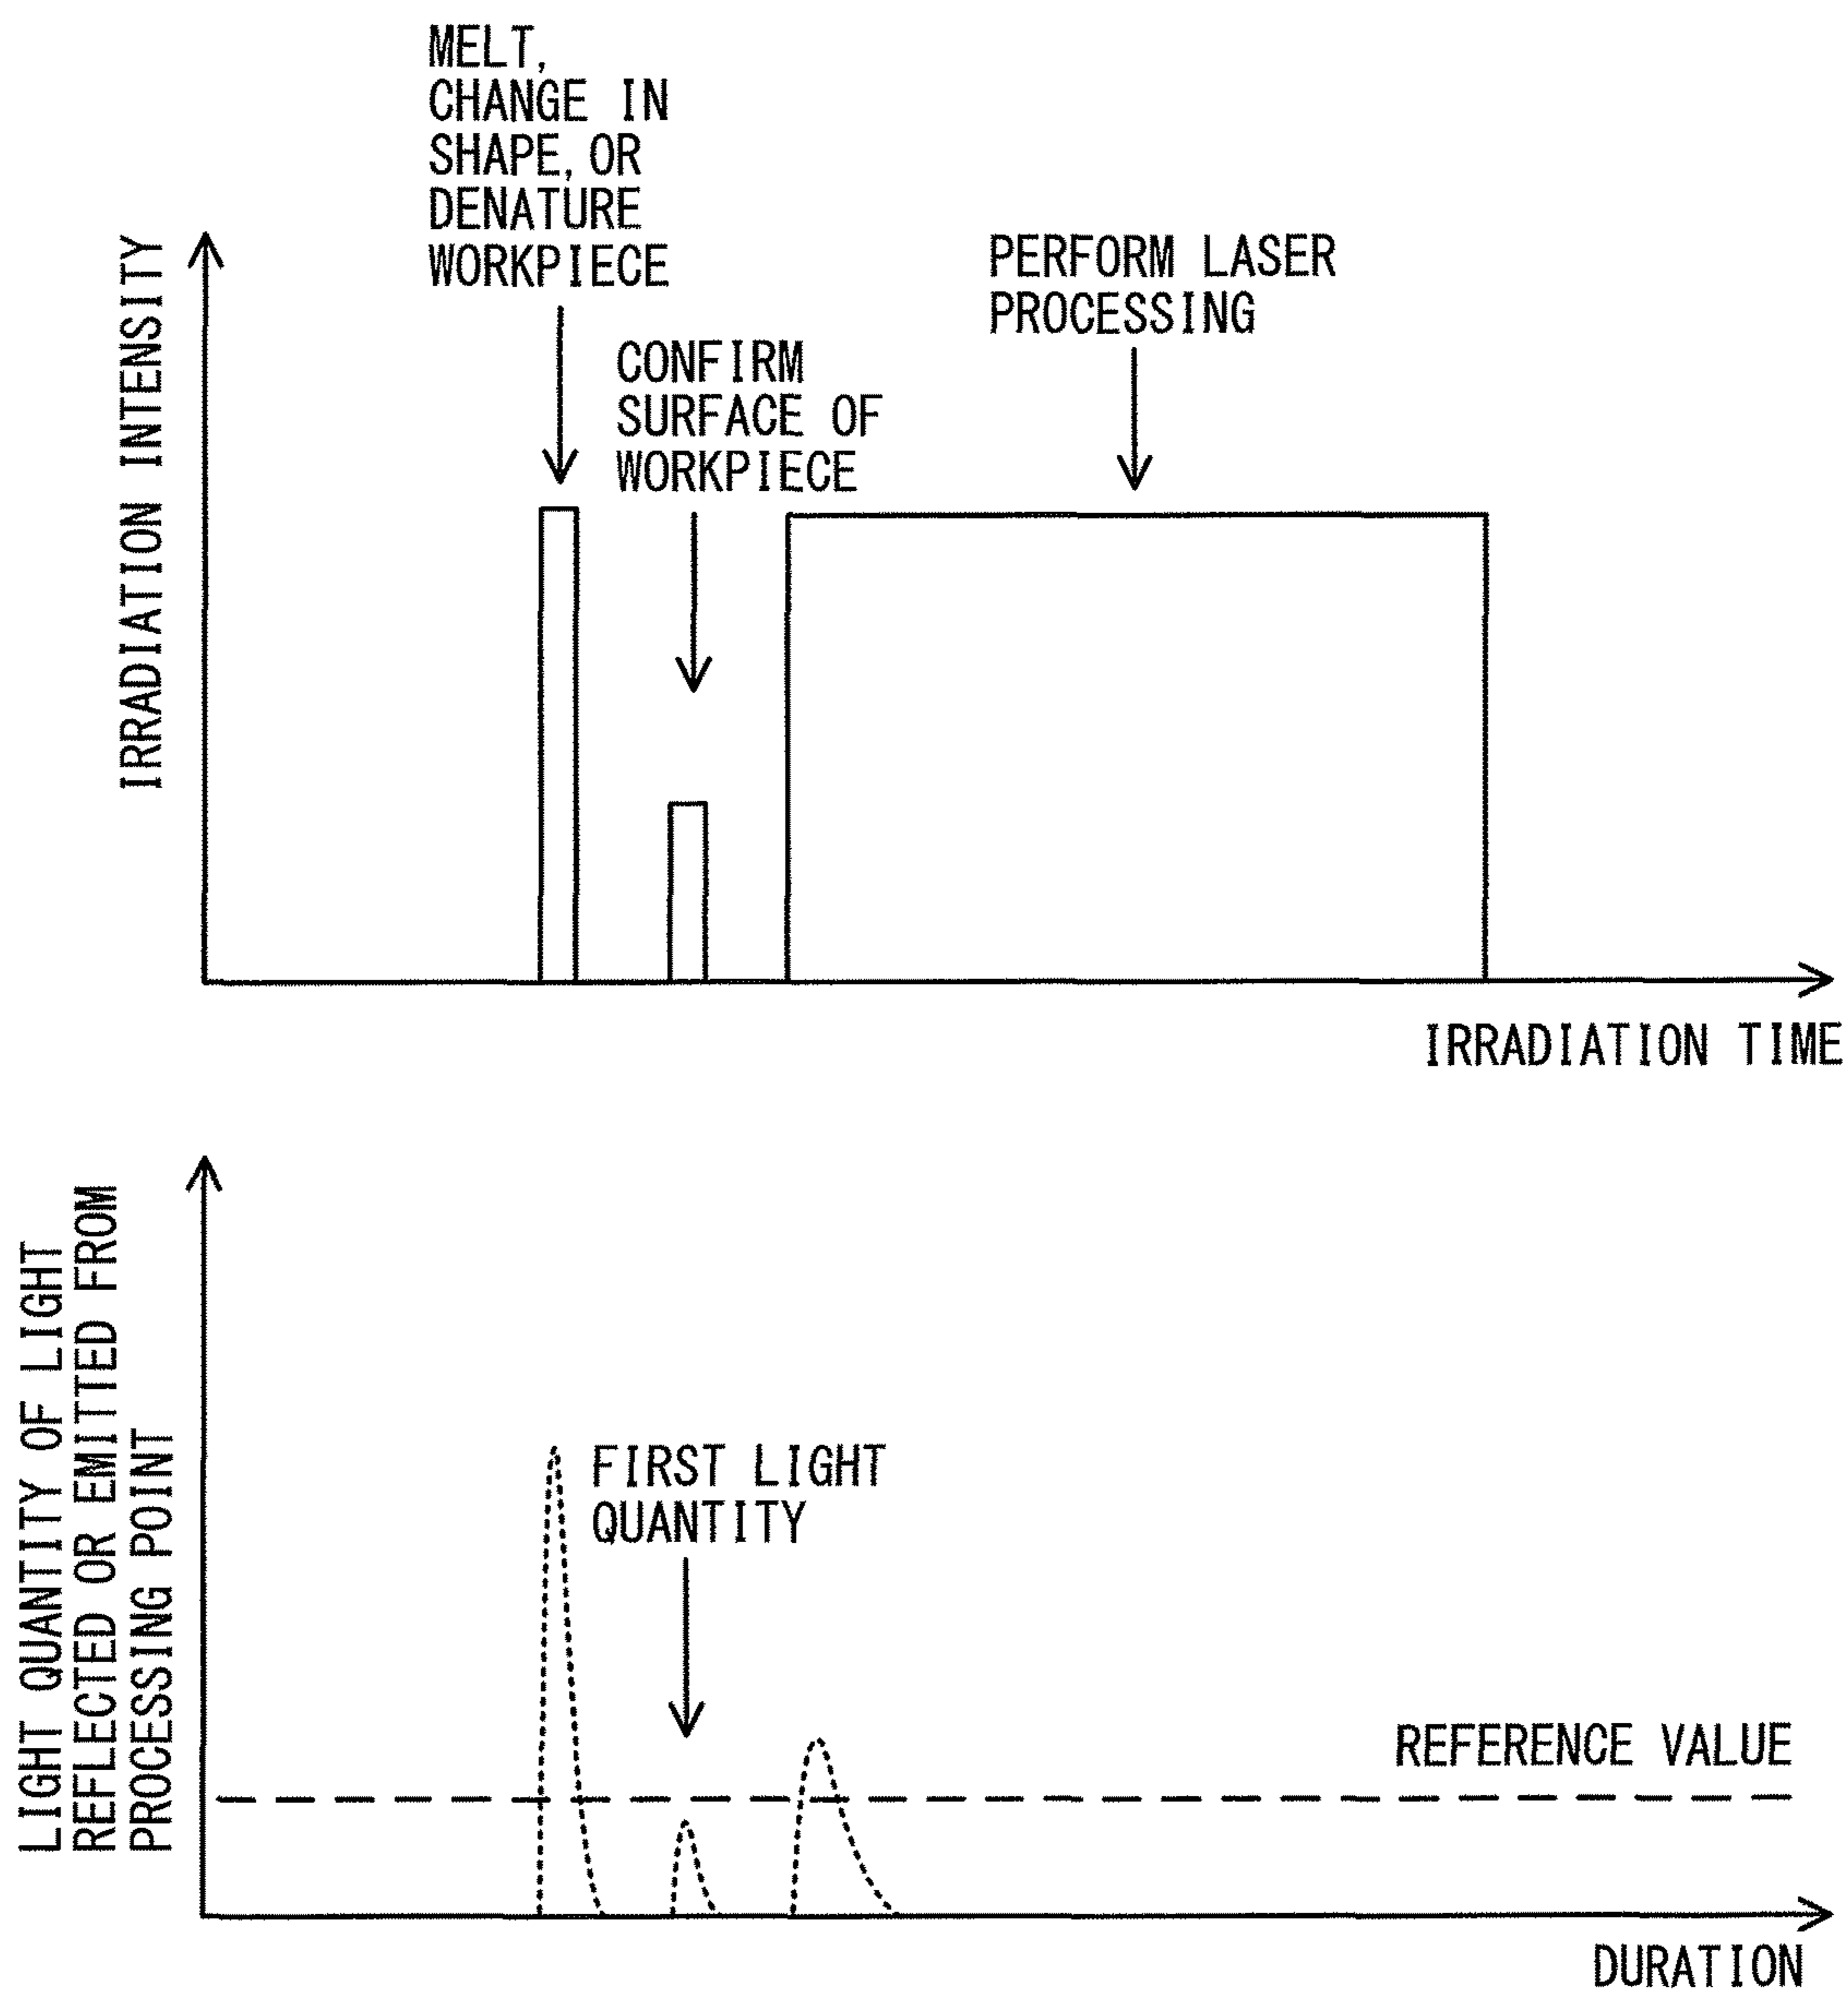 MELT,
CHANGE IN
SHAPE, OR
DENATURE
WORKPIECE
PERFORM LASER
PROCESSING
CONFIRM
SURFACE OF
WORKPIECE
IRRADIATION INTENSITY
IRRADIATION TIME
LIGHT QUANTITY OF LIGHT
REFLECTED OR EMITTED FROM
PROCESSING POINT
FIRST LIGHT
QUANTITY
REFERENCE VALUE
DURATION